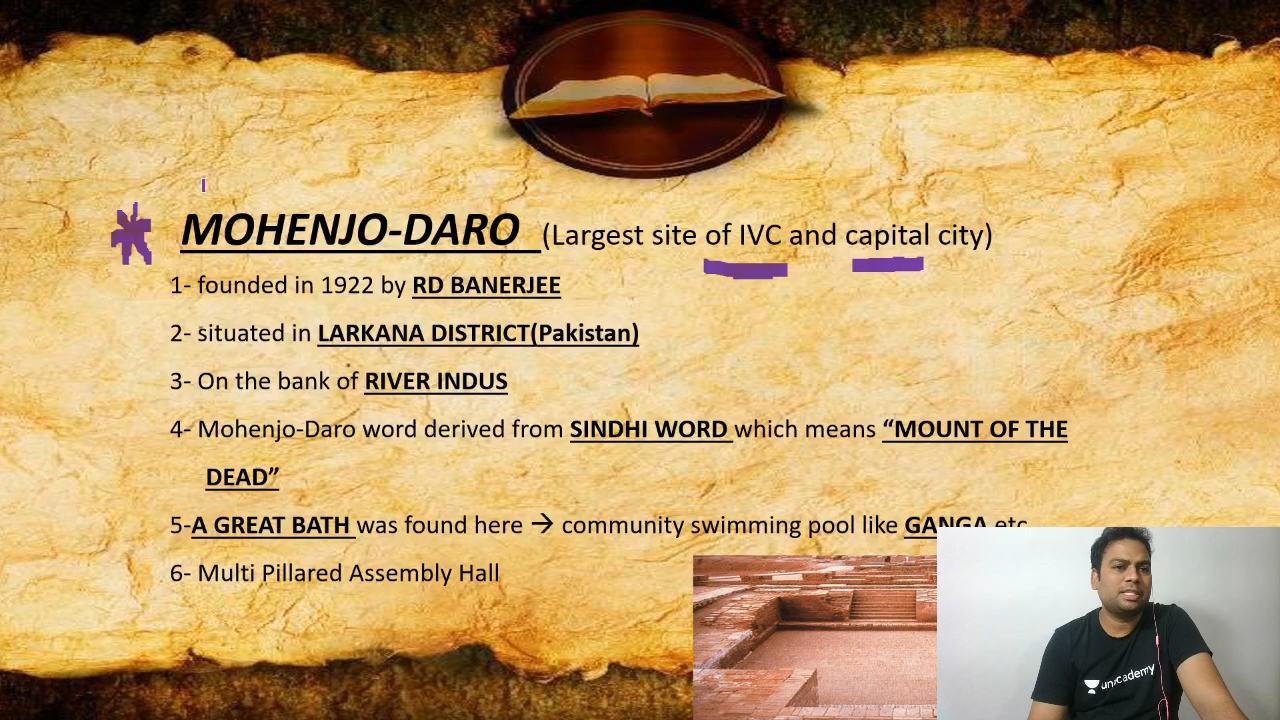 MOHENJO-DARO (Largest site of IVC and capital city)
1- founded in 1922 by RD BANERJEE
2- situated in LARKANA DISTRICT(Pakistan)
3- On the bank of RIVER INDUS
4- Mohenjo-Daro word derived from SINDHI WORD which means “MOUNT OF THE
DEAD”
5-A GREAT BATH was found here → community swimming pool like GANGA etc
6- Multi Pillared Assembly Hall
unacademy